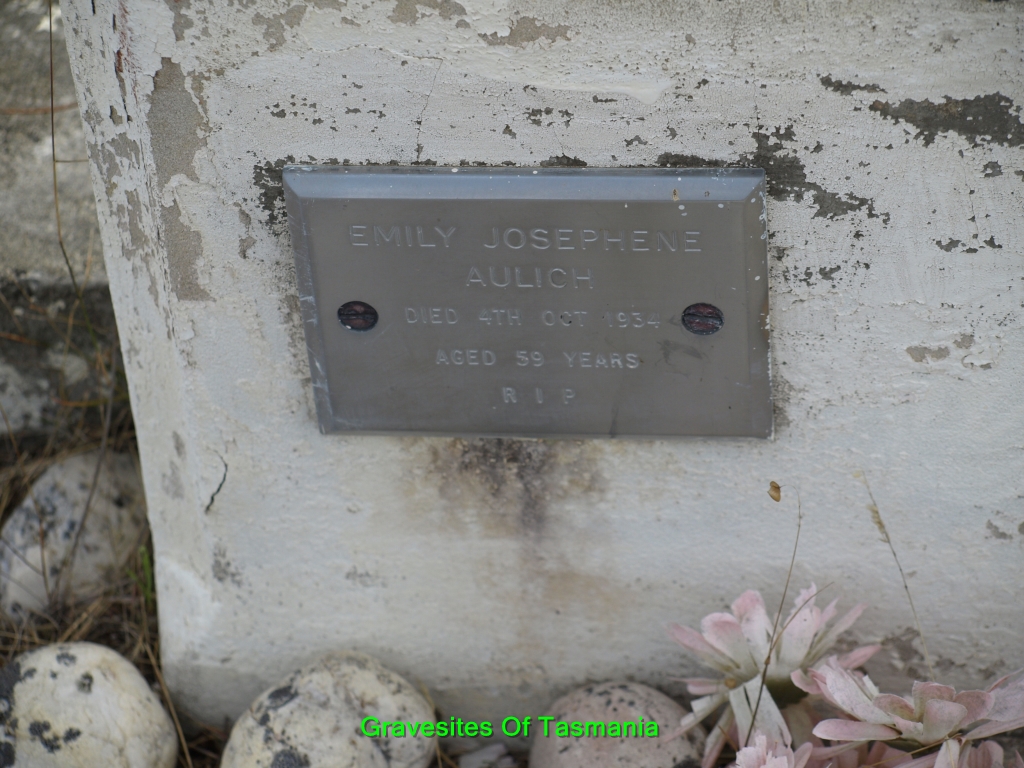 EMILY JOSEPHENE
AULICH
DIED 4TH OCT 1934
AGED 59 YEARS
R I P
Gravesites Of Tasmania